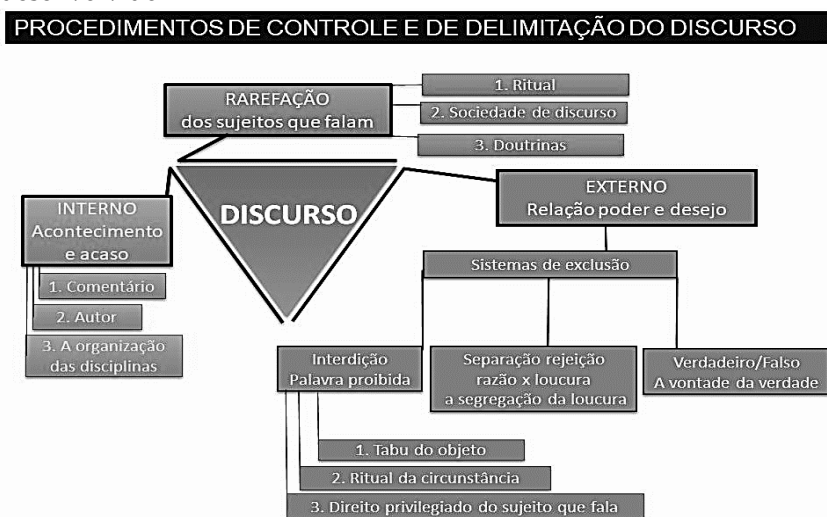 PROCEDIMENTOS DE CONTROLE E DE DELIMITAÇÃO DO DISCURSO
RAREFAÇÃO
dos sujeitos que falam
1. Ritual
2. Sociedade de discurso
3. Doutrinas
INTERNO
Acontecimento
e acaso
1. Comentário
2. Autor
3. A organização
das disciplinas
DISCURSO
EXTERNO
Relação poder e desejo
Sistemas de exclusão
Interdição
Palavra proibida
Separação rejeição
razão x loucura
a segregação da loucura
Verdadeiro/Falso
A vontade da verdade
1. Tabu do objeto
2. Ritual da circunstância
3. Direito privilegiado do sujeito que fala